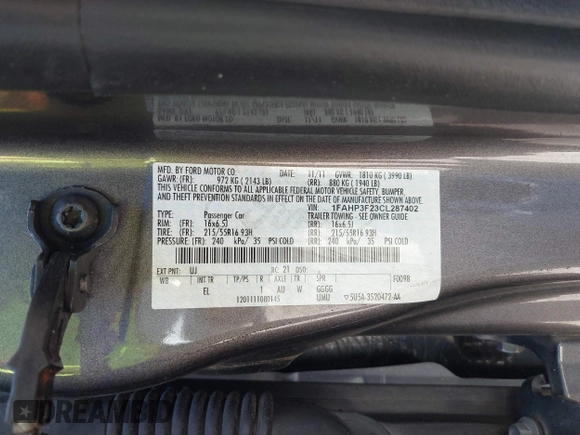 MFD. BY FORD MOTOR CO.
DATE: 11/11 GVWR: 1810 KG ( 3990 LB)
GAWR: (FR): 972 KG ( 2143 LB) (RR): 880 KG ( 1940 LB)
THIS VEHICLE CONFORMS TO ALL APPLICABLE FEDERAL MOTOR VEHICLE SAFETY, BUMPER,
AND THEFT PREVENTION STANDARDS IN EFFECT ON THE DATE OF MANUFACTURE SHOWN ABOVE.
VIN: 1FAHP3F23CL287402
TYPE: Passenger Car TRAILER TOWING - SEE OWNER GUIDE
RIM: (FR) 16x6.5J (RR): 16x6.5J
TIRE: (FR) 215/55R16 93H (RR): 215/55R16 93H
PRESSURE: (FR) 240 kPa/ 35 PSI COLD (RR): 240 kPa/ 35 PSI COLD
EXT PNT: UJ RC: 21 DSO:
WB INT TR TP/PS R AXLE TR SPR F0098
EL 1 AU W GGGG
1201111080145 UMU 5U5A-3520472-AA
DREAMBID